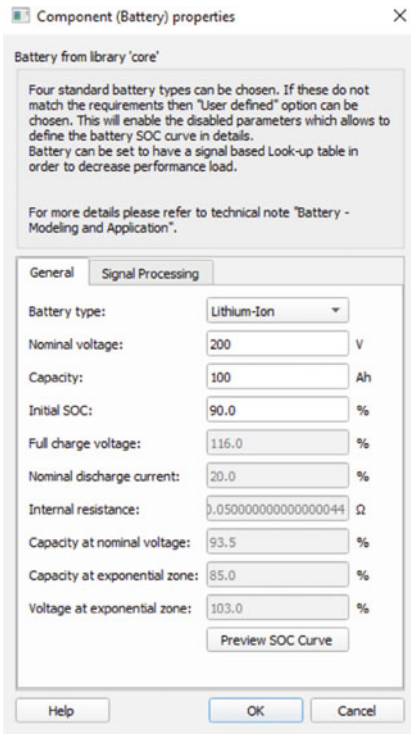 Component (Battery) properties
Battery from library 'core'
Four standard battery types can be chosen. If these do not
match the requirements then "User defined" option can be
chosen. This will enable the disabled parameters which allows to
define the battery SOC curve in details.
Battery can be set to have a signal based Look-up table in
order to decrease performance load.
For more details please refer to technical note "Battery -
Modeling and Application".
General Signal Processing
Battery type: Lithium-Ion
Nominal voltage: 200 V
Capacity: 100 Ah
Initial SOC: 90.0 %
Full charge voltage: 116.0 %
Nominal discharge current: 20.0 %
Internal resistance: 0.050000000000000044 Ω
Capacity at nominal voltage: 93.5 %
Capacity at exponential zone: 85.0 %
Voltage at exponential zone: 103.0 %
Preview SOC Curve
Help OK Cancel